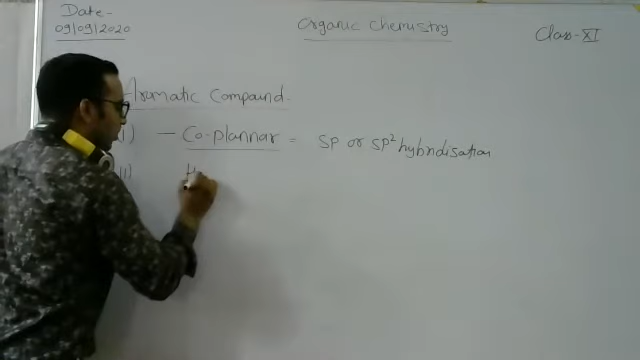 Date-
09/09/2020
Organic Chemistry
Class-XI
Aromatic Compound.
I) - Co-plannar = SP or SP² hybridisation
II)